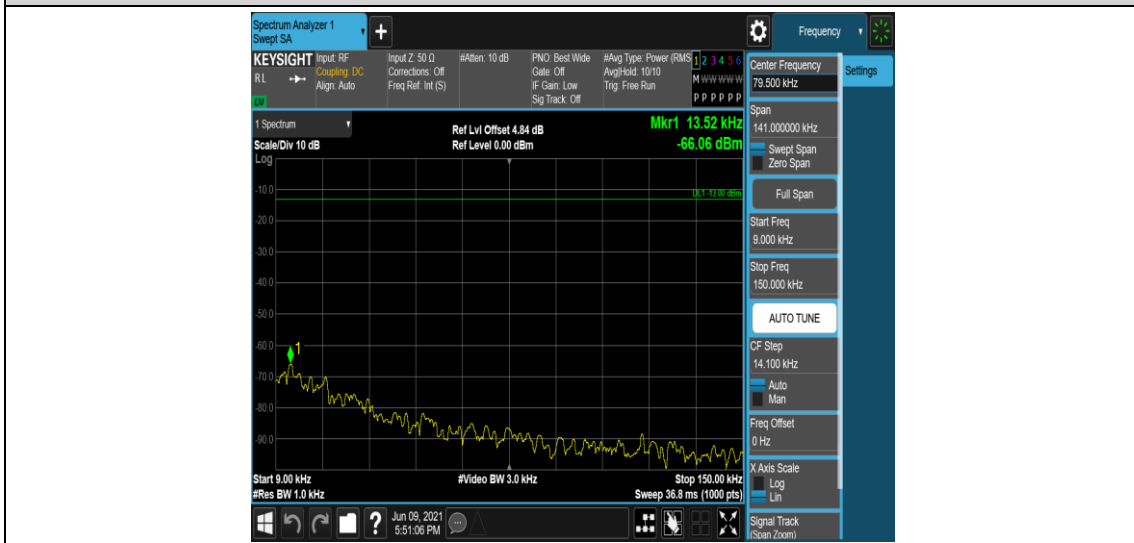 Spectrum Analyzer 1
Swept SA
+
Frequency
KEYSIGHT
Input: RF
Input Z: 50 Ω
#Atten: 10 dB
PNO: Best Wide
#Avg Type: Power (RMS
1 2 3 4 5 6
RL
Coupling: DC
Corrections: Off
Gate: Off
Avg|Hold: 10/10
M W W W W W
Align: Auto
Freq Ref: Int (S)
IF Gain: Low
Trig: Free Run
Sig Track: Off
P P P P P P
LXI
1 Spectrum
Ref Lvl Offset 4.84 dB
Mkr1 13.52 kHz
Scale/Div 10 dB
Ref Level 0.00 dBm
-66.06 dBm
Log
DL1 -13.00 dBm
-10.0
-20.0
-30.0
-40.0
-50.0
-60.0
1
-70.0
-80.0
-90.0
Start 9.00 kHz
#Video BW 3.0 kHz
Stop 150.00 kHz
#Res BW 1.0 kHz
Sweep 36.8 ms (1000 pts)
Center Frequency
79.500 kHz
Settings
Span
141.000000 kHz
Swept Span
Zero Span
Full Span
Start Freq
9.000 kHz
Stop Freq
150.000 kHz
AUTO TUNE
CF Step
14.100 kHz
Auto
Man
Freq Offset
0 Hz
X Axis Scale
Log
Lin
Signal Track
(Span Zoom)
?
Jun 09, 2021
5:51:06 PM